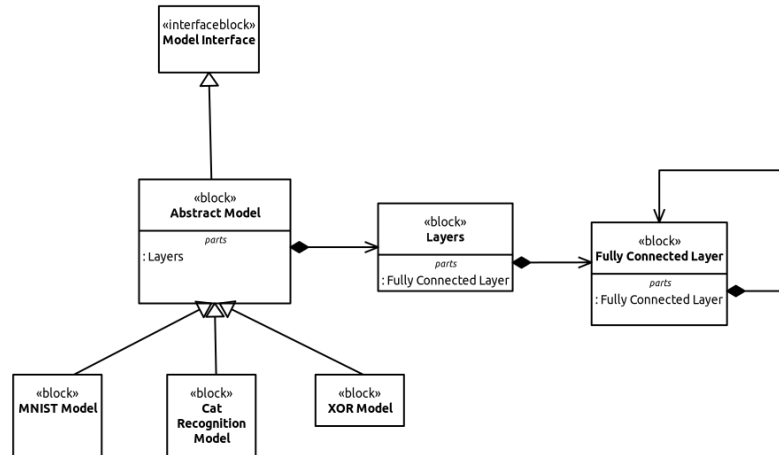 «interfaceblock»
Model Interface
«block»
Abstract Model
parts
: Layers
«block»
Layers
parts
: Fully Connected Layer
«block»
Fully Connected Layer
parts
: Fully Connected Layer
«block»
MNIST Model
«block»
Cat
Recognition
Model
«block»
XOR Model